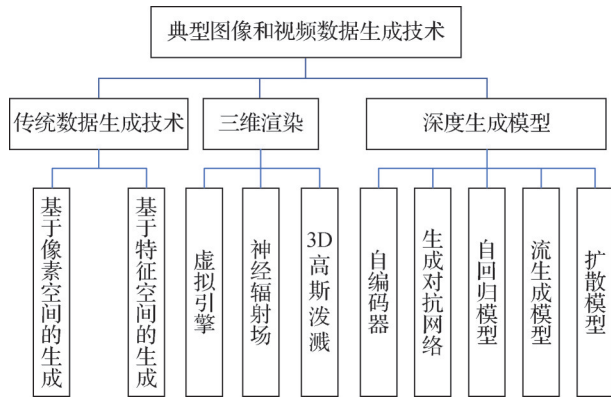 典型图像和视频数据生成技术
传统数据生成技术
三维渲染
深度生成模型
基于像素空间的生成
基于特征空间的生成
虚拟引擎
神经辐射场
3D高斯泼溅
自编码器
生成对抗网络
自回归模型
流生成模型
扩散模型